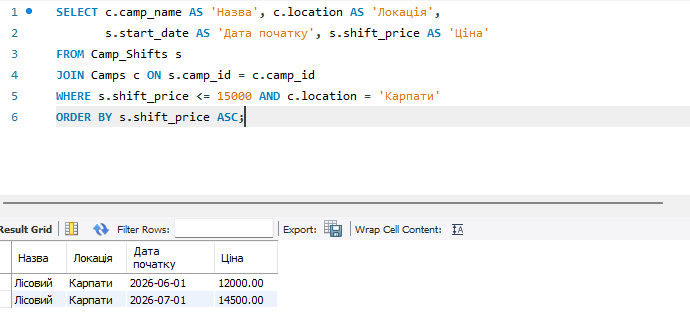 1 SELECT c.camp_name AS 'Назва', c.location AS 'Локація',
2 s.start_date AS 'Дата початку', s.shift_price AS 'Ціна'
3 FROM Camp_Shifts s
4 JOIN Camps c ON s.camp_id = c.camp_id
5 WHERE s.shift_price <= 15000 AND c.location = 'Карпати'
6 ORDER BY s.shift_price ASC;
Result Grid Filter Rows: Export: Wrap Cell Content:
Назва Локація Дата початку Ціна
Лісовий Карпати 2026-06-01 12000.00
Лісовий Карпати 2026-07-01 14500.00